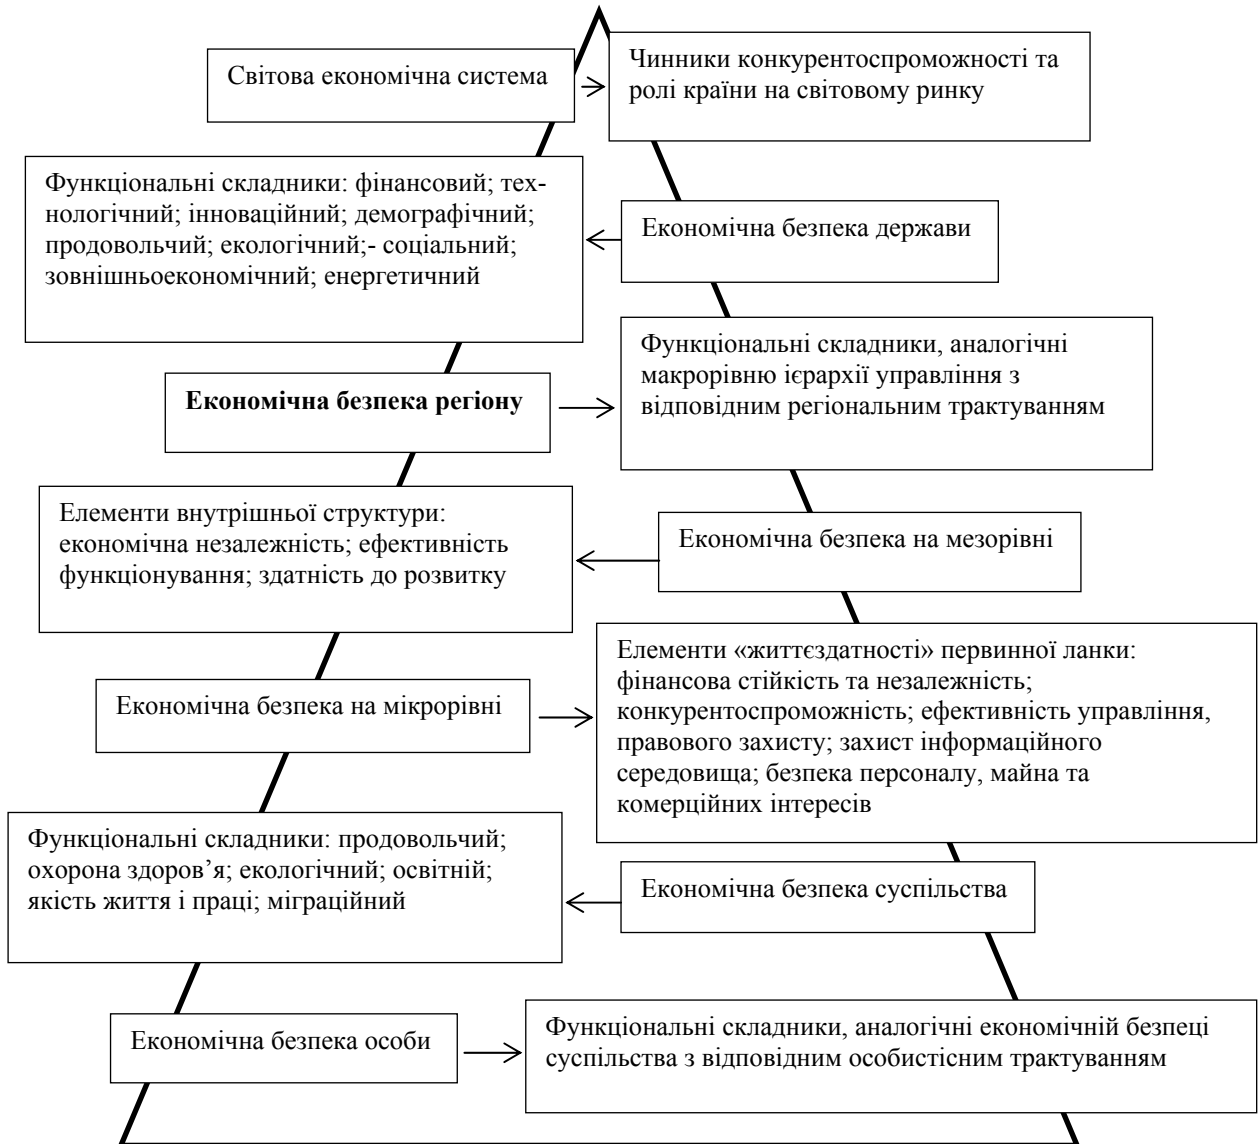 Світова економічна система
Чинники конкурентоспроможності та
ролі країни на світовому ринку
Функціональні складники: фінансовий; тех-
нологічний; інноваційний; демографічний;
продовольчий; екологічний;- соціальний;
зовнішньоекономічний; енергетичний
Економічна безпека держави
Функціональні складники, аналогічні
макрорівню ієрархії управління з
відповідним регіональним трактуванням
Економічна безпека регіону
Елементи внутрішньої структури:
економічна незалежність; ефективність
функціонування; здатність до розвитку
Економічна безпека на мезорівні
Елементи «життєздатності» первинної ланки:
фінансова стійкість та незалежність;
конкурентоспроможність; ефективність управління,
правового захисту; захист інформаційного
середовища; безпека персоналу, майна та
комерційних інтересів
Економічна безпека на мікрорівні
Функціональні складники: продовольчий;
охорона здоров’я; екологічний; освітній;
якість життя і праці; міграційний
Економічна безпека суспільства
Економічна безпека особи
Функціональні складники, аналогічні економічній безпеці
суспільства з відповідним особистісним трактуванням